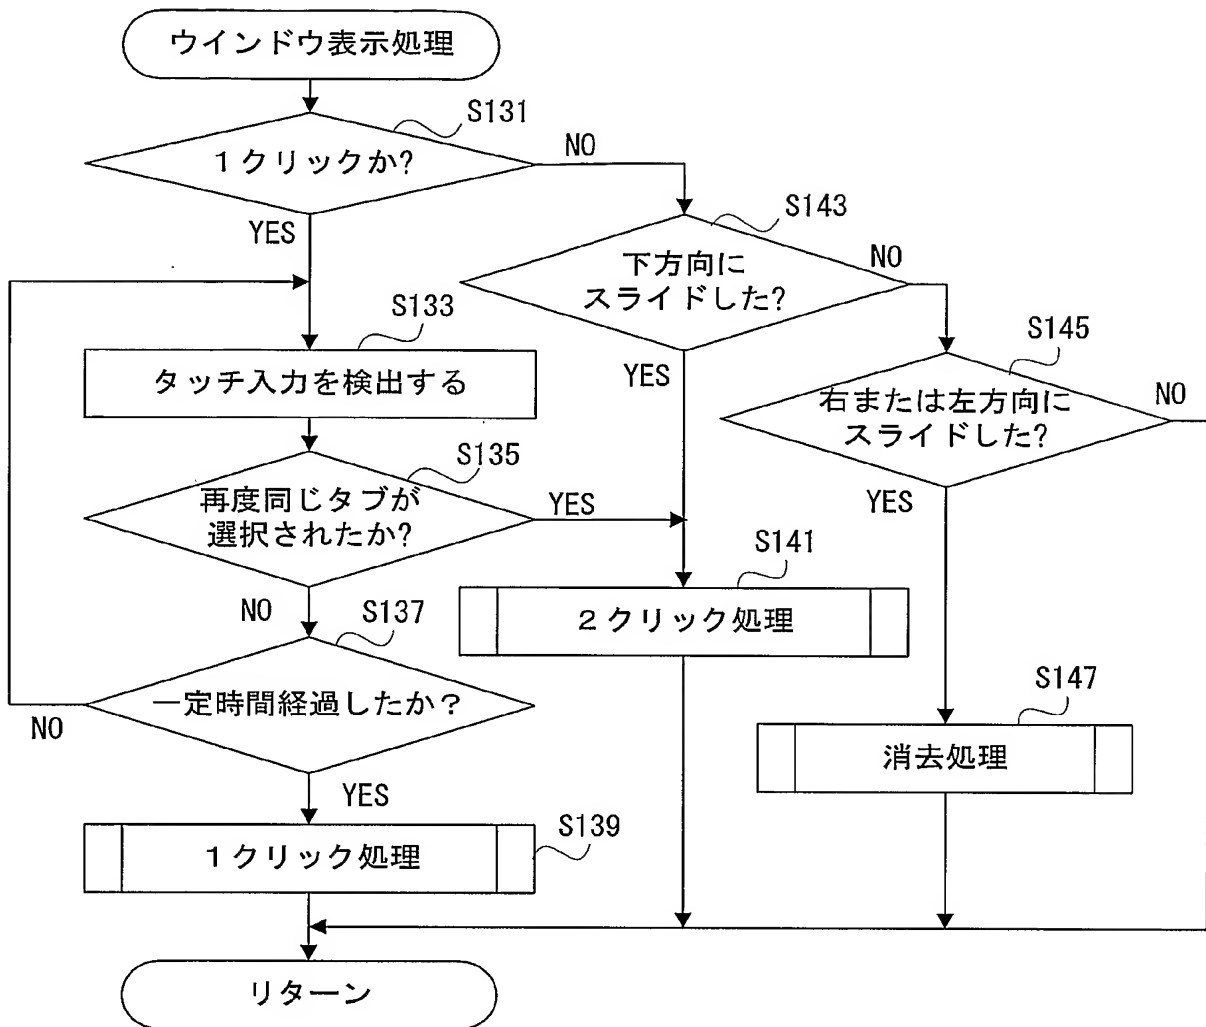 ウインドウ表示処理
S131
1クリックか?
NO
YES
S143
下方向に
スライドした?
NO
YES
S133
タッチ入力を検出する
S145
右または左方向に
スライドした?
NO
YES
S135
再度同じタブが
選択されたか?
YES
NO
S141
2クリック処理
S137
一定時間経過したか?
NO
YES
S147
消去処理
S139
1クリック処理
リターン